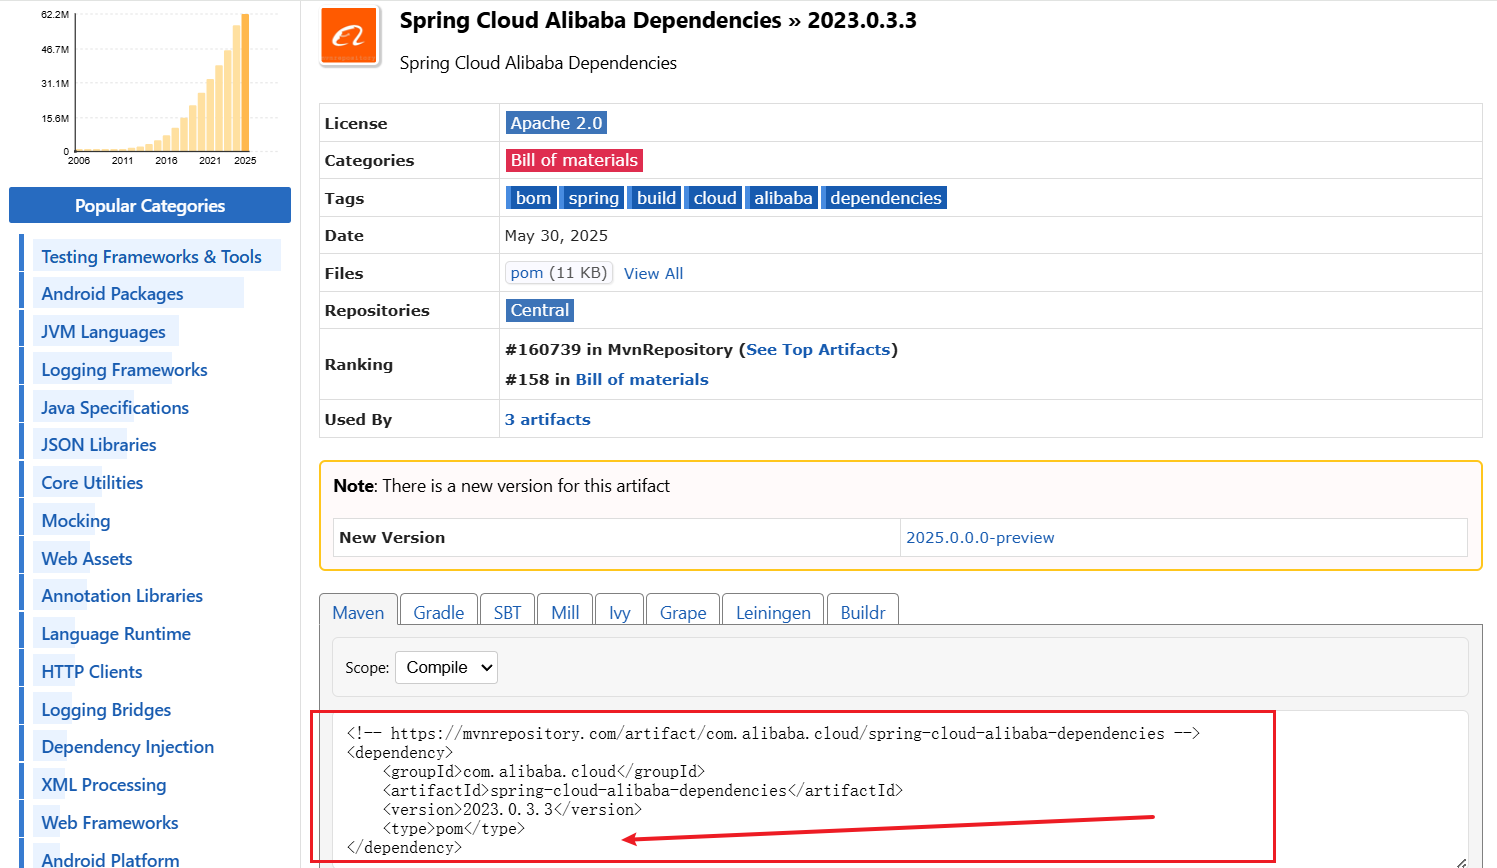 62.2M
46.7M
31.1M
15.6M
0
2006 2011 2016 2021 2025
Popular Categories
Testing Frameworks & Tools
Android Packages
JVM Languages
Logging Frameworks
Java Specifications
JSON Libraries
Core Utilities
Mocking
Web Assets
Annotation Libraries
Language Runtime
HTTP Clients
Logging Bridges
Dependency Injection
XML Processing
Web Frameworks
Android Platform
Spring Cloud Alibaba Dependencies » 2023.0.3.3
Spring Cloud Alibaba Dependencies
License Apache 2.0
Categories Bill of materials
Tags bom spring build cloud alibaba dependencies
Date May 30, 2025
Files pom (11 KB) View All
Repositories Central
Ranking #160739 in MvnRepository (See Top Artifacts)
#158 in Bill of materials
Used By 3 artifacts
Note: There is a new version for this artifact
New Version 2025.0.0.0-preview
Maven Gradle SBT Mill Ivy Grape Leiningen Buildr
Scope: Compile
<!-- https://mvnrepository.com/artifact/com.alibaba.cloud/spring-cloud-alibaba-dependencies -->
<dependency>
    <groupId>com.alibaba.cloud</groupId>
    <artifactId>spring-cloud-alibaba-dependencies</artifactId>
    <version>2023.0.3.3</version>
    <type>pom</type>
</dependency>